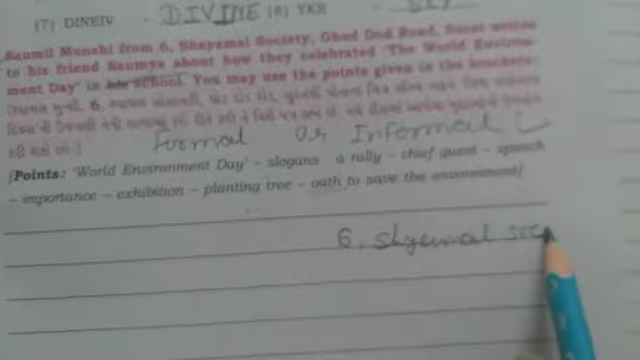 (7) DINEIV - DIVINE (8) YKS - SKY
Saumil Munshi from 6, Shayamal Society, Ghod Dod Road, Surat writes
to his friend Saumya about how they celebrated 'The World Environ-
ment Day' in his school. You may use the points given in the brackets.
Formal or Informal L
[Points: 'World Environment Day' – slogans a rally – chief guest – speech
– importance – exhibition – planting tree – oath to save the environment]
6. Shyamal soc